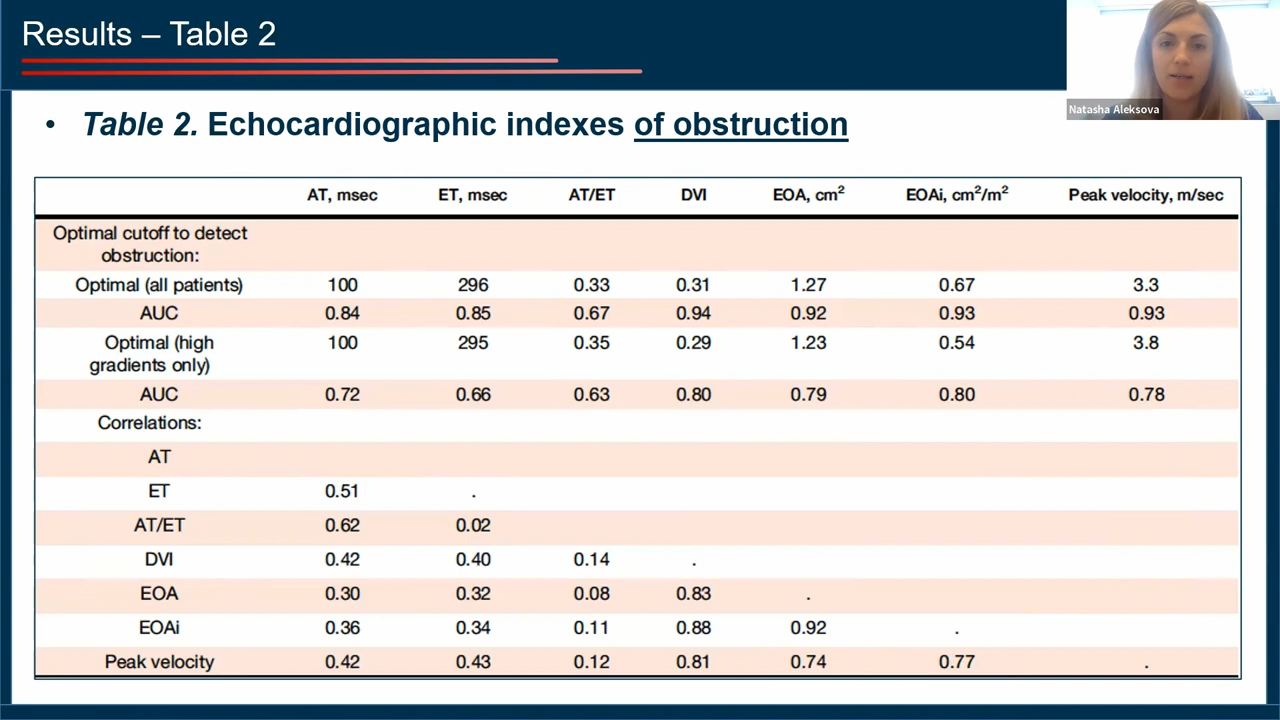 Results – Table 2
Natasha Aleksova
• Table 2. Echocardiographic indexes of obstruction
AT, msec ET, msec AT/ET DVI EOA, cm² EOAi, cm²/m² Peak velocity, m/sec
Optimal cutoff to detect
obstruction:
Optimal (all patients) 100 296 0.33 0.31 1.27 0.67 3.3
AUC 0.84 0.85 0.67 0.94 0.92 0.93 0.93
Optimal (high
gradients only) 100 295 0.35 0.29 1.23 0.54 3.8
AUC 0.72 0.66 0.63 0.80 0.79 0.80 0.78
Correlations:
AT
ET 0.51 .
AT/ET 0.62 0.02
DVI 0.42 0.40 0.14 .
EOA 0.30 0.32 0.08 0.83 .
EOAi 0.36 0.34 0.11 0.88 0.92 .
Peak velocity 0.42 0.43 0.12 0.81 0.74 0.77 .